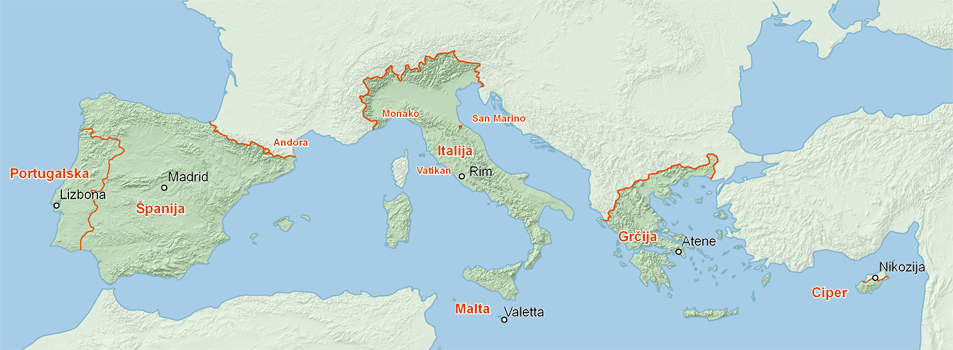 Monako
San Marino
Andora
Italija
Portugalska
Madrid
Vatikan
Rim
Lizbona
Španija
Grčija
Atene
Nikozija
Ciper
Malta
Valetta